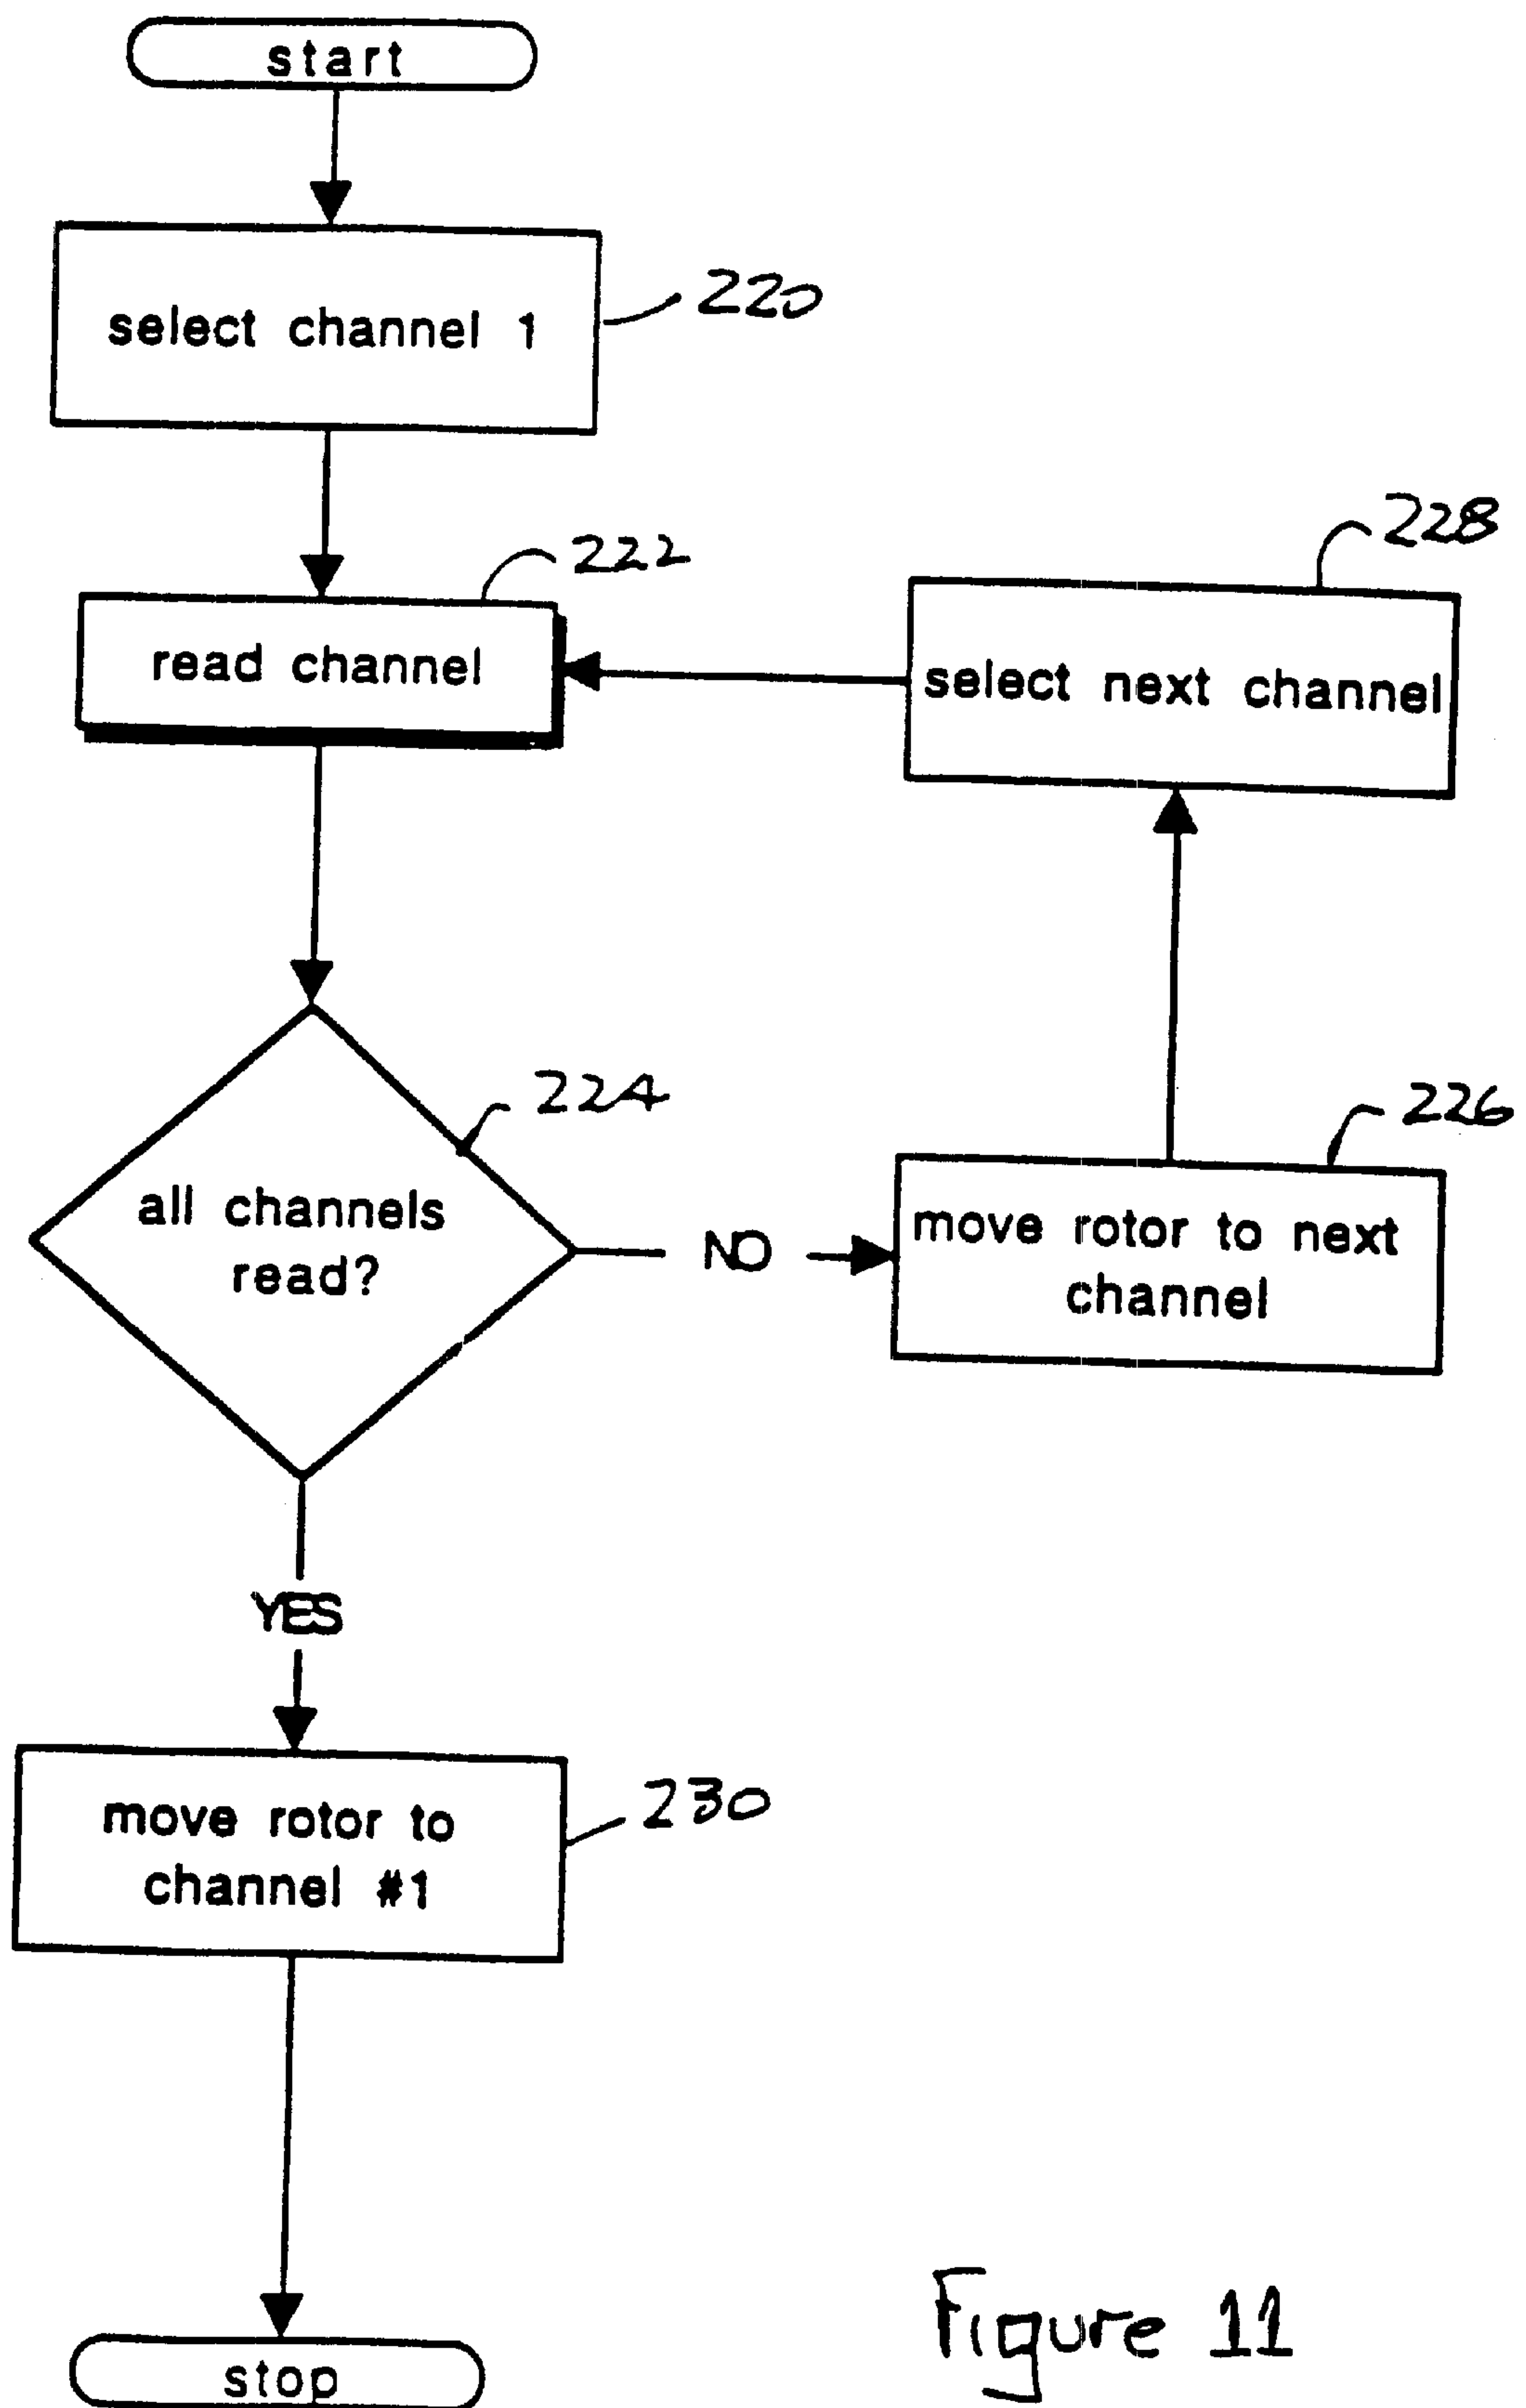 start
select channel 1
220
222
read channel
228
select next channel
224
all channels
read?
NO
226
move rotor to next
channel
YES
move rotor to
channel #1
230
stop
Figure 11